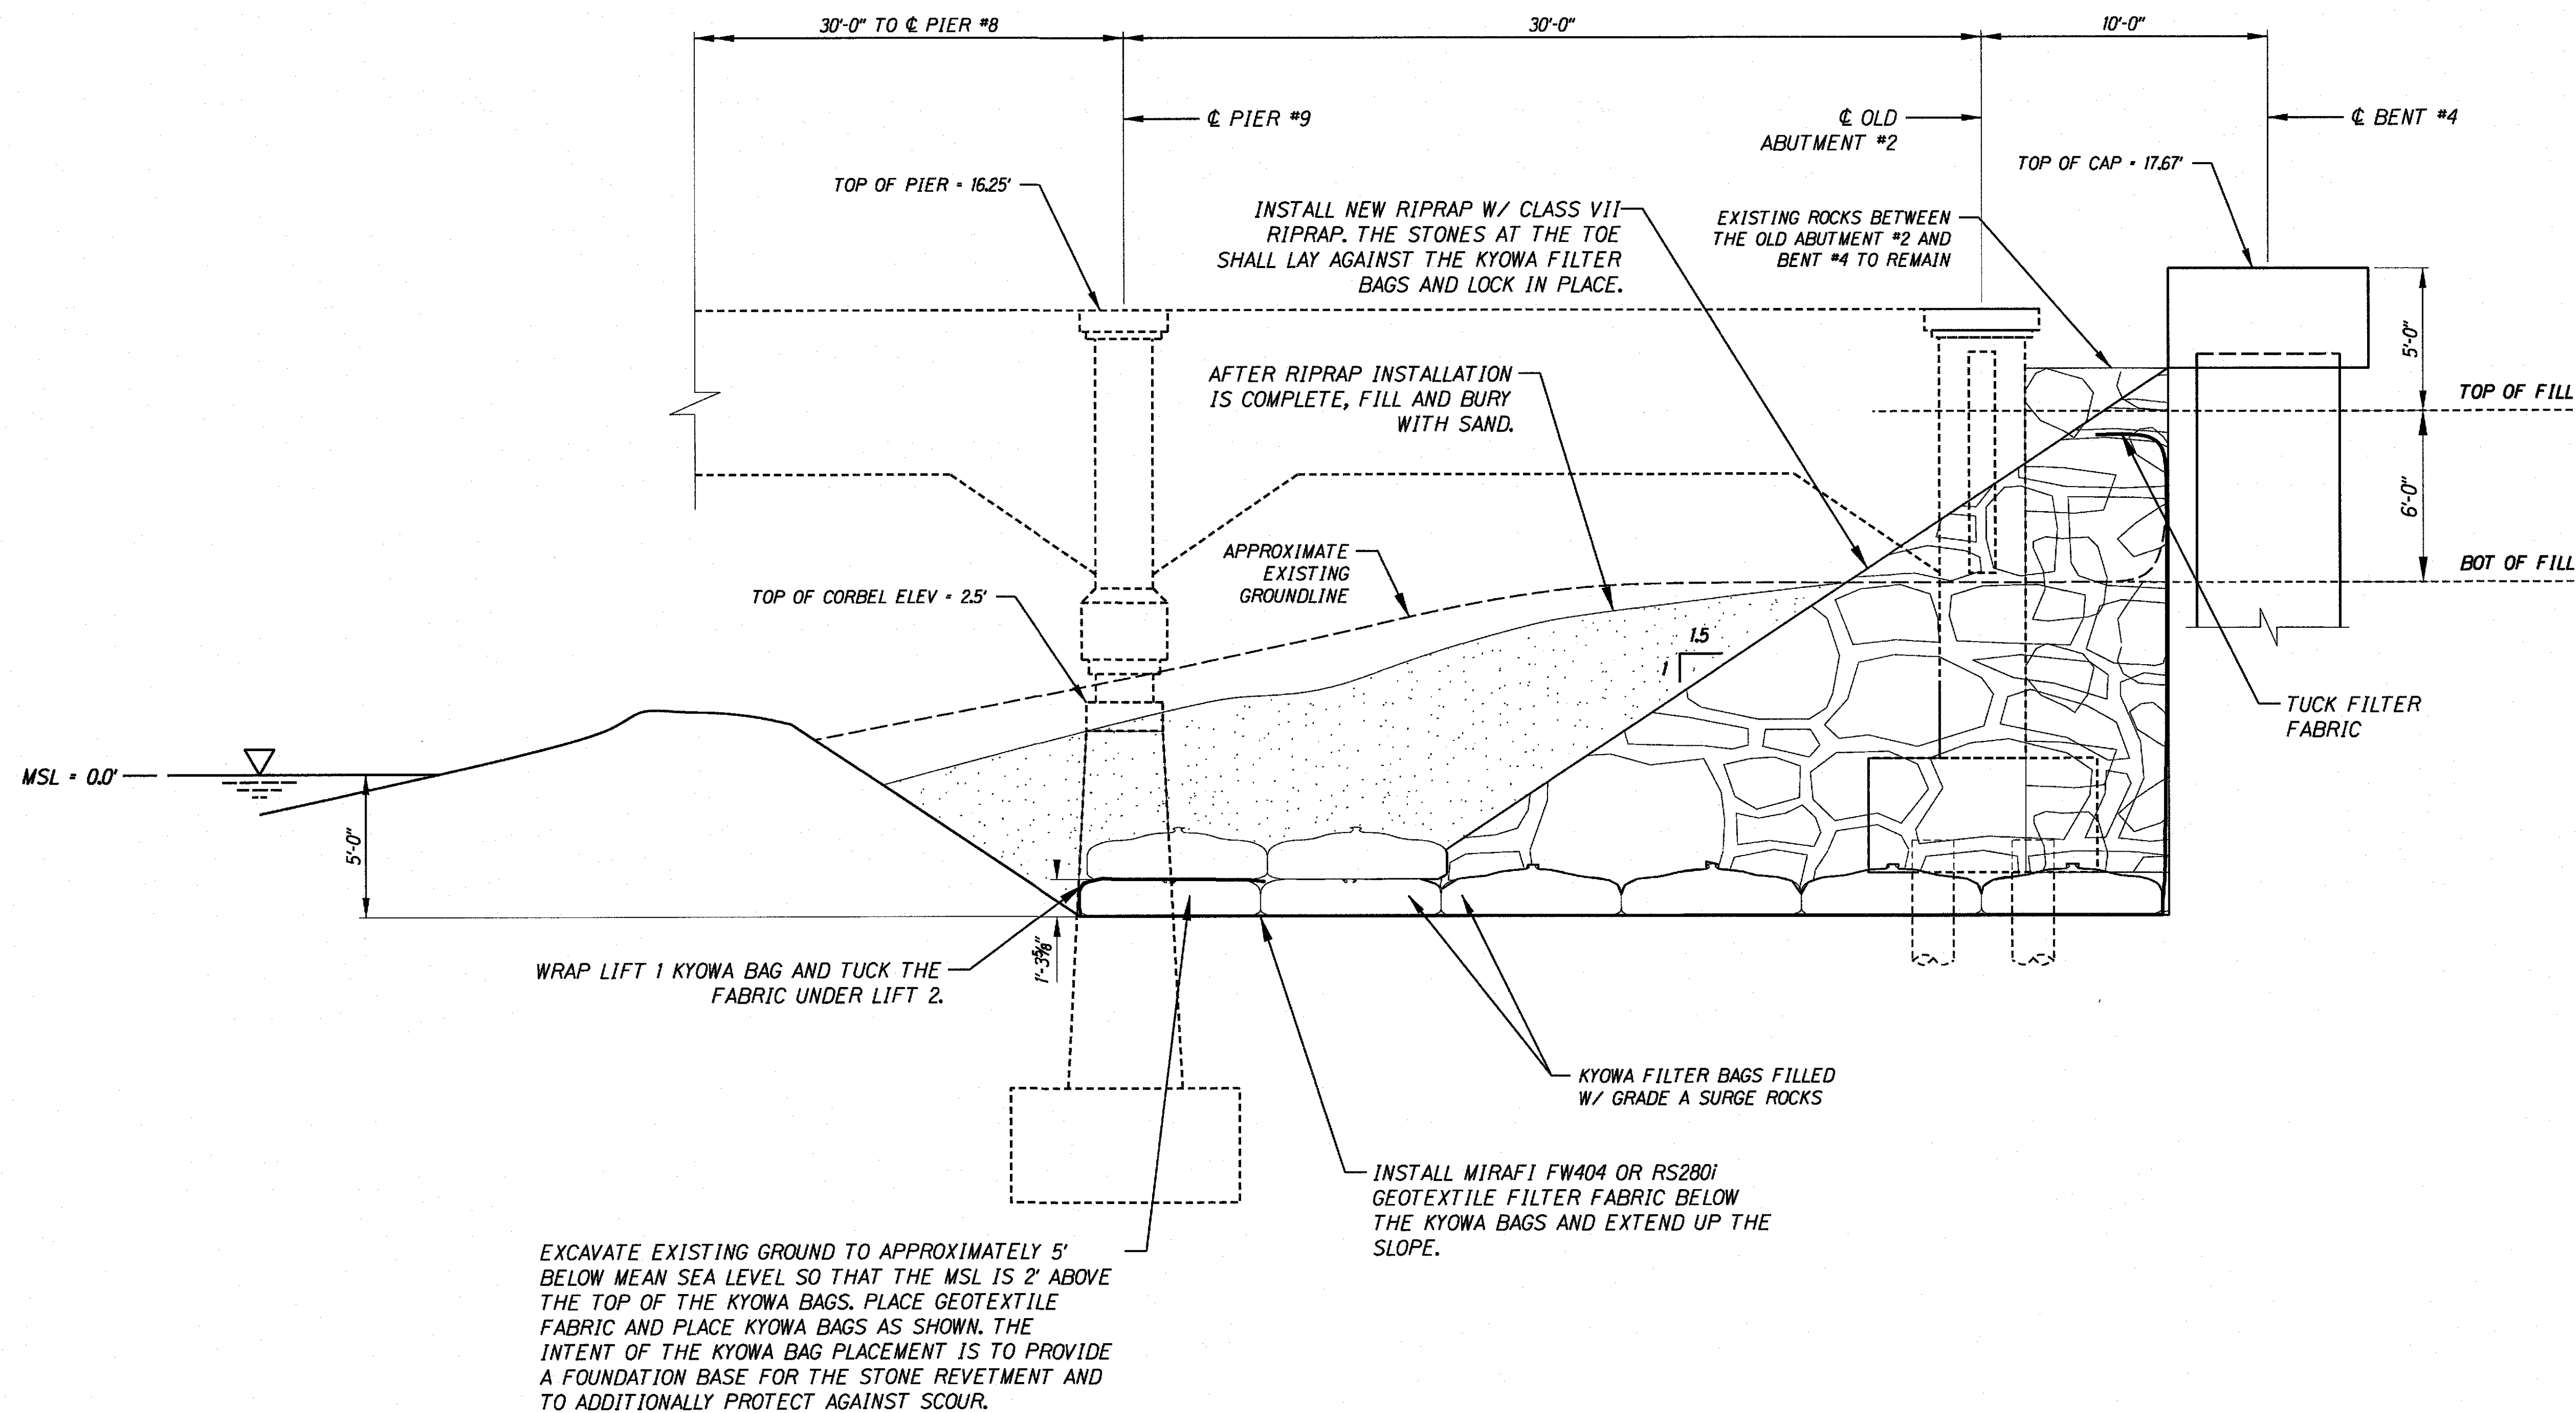 30'-0" TO ℄ PIER #8
30'-0"
10'-0"
℄ PIER #9
℄ OLD
ABUTMENT #2
℄ BENT #4
TOP OF PIER = 16.25'
TOP OF CAP = 17.67'
INSTALL NEW RIPRAP W/ CLASS VII
RIPRAP. THE STONES AT THE TOE
SHALL LAY AGAINST THE KYOWA FILTER
BAGS AND LOCK IN PLACE.
EXISTING ROCKS BETWEEN
THE OLD ABUTMENT #2 AND
BENT #4 TO REMAIN
5'-0"
AFTER RIPRAP INSTALLATION
IS COMPLETE, FILL AND BURY
WITH SAND.
TOP OF FILL
6'-0"
APPROXIMATE
EXISTING
GROUNDLINE
BOT OF FILL
TOP OF CORBEL ELEV = 2.5'
1.5
1
TUCK FILTER
FABRIC
MSL = 0.0'
5'-0"
1'-3⅝"
WRAP LIFT 1 KYOWA BAG AND TUCK THE
FABRIC UNDER LIFT 2.
KYOWA FILTER BAGS FILLED
W/ GRADE A SURGE ROCKS
INSTALL MIRAFI FW404 OR RS280i
GEOTEXTILE FILTER FABRIC BELOW
THE KYOWA BAGS AND EXTEND UP THE
SLOPE.
EXCAVATE EXISTING GROUND TO APPROXIMATELY 5'
BELOW MEAN SEA LEVEL SO THAT THE MSL IS 2' ABOVE
THE TOP OF THE KYOWA BAGS. PLACE GEOTEXTILE
FABRIC AND PLACE KYOWA BAGS AS SHOWN. THE
INTENT OF THE KYOWA BAG PLACEMENT IS TO PROVIDE
A FOUNDATION BASE FOR THE STONE REVETMENT AND
TO ADDITIONALLY PROTECT AGAINST SCOUR.